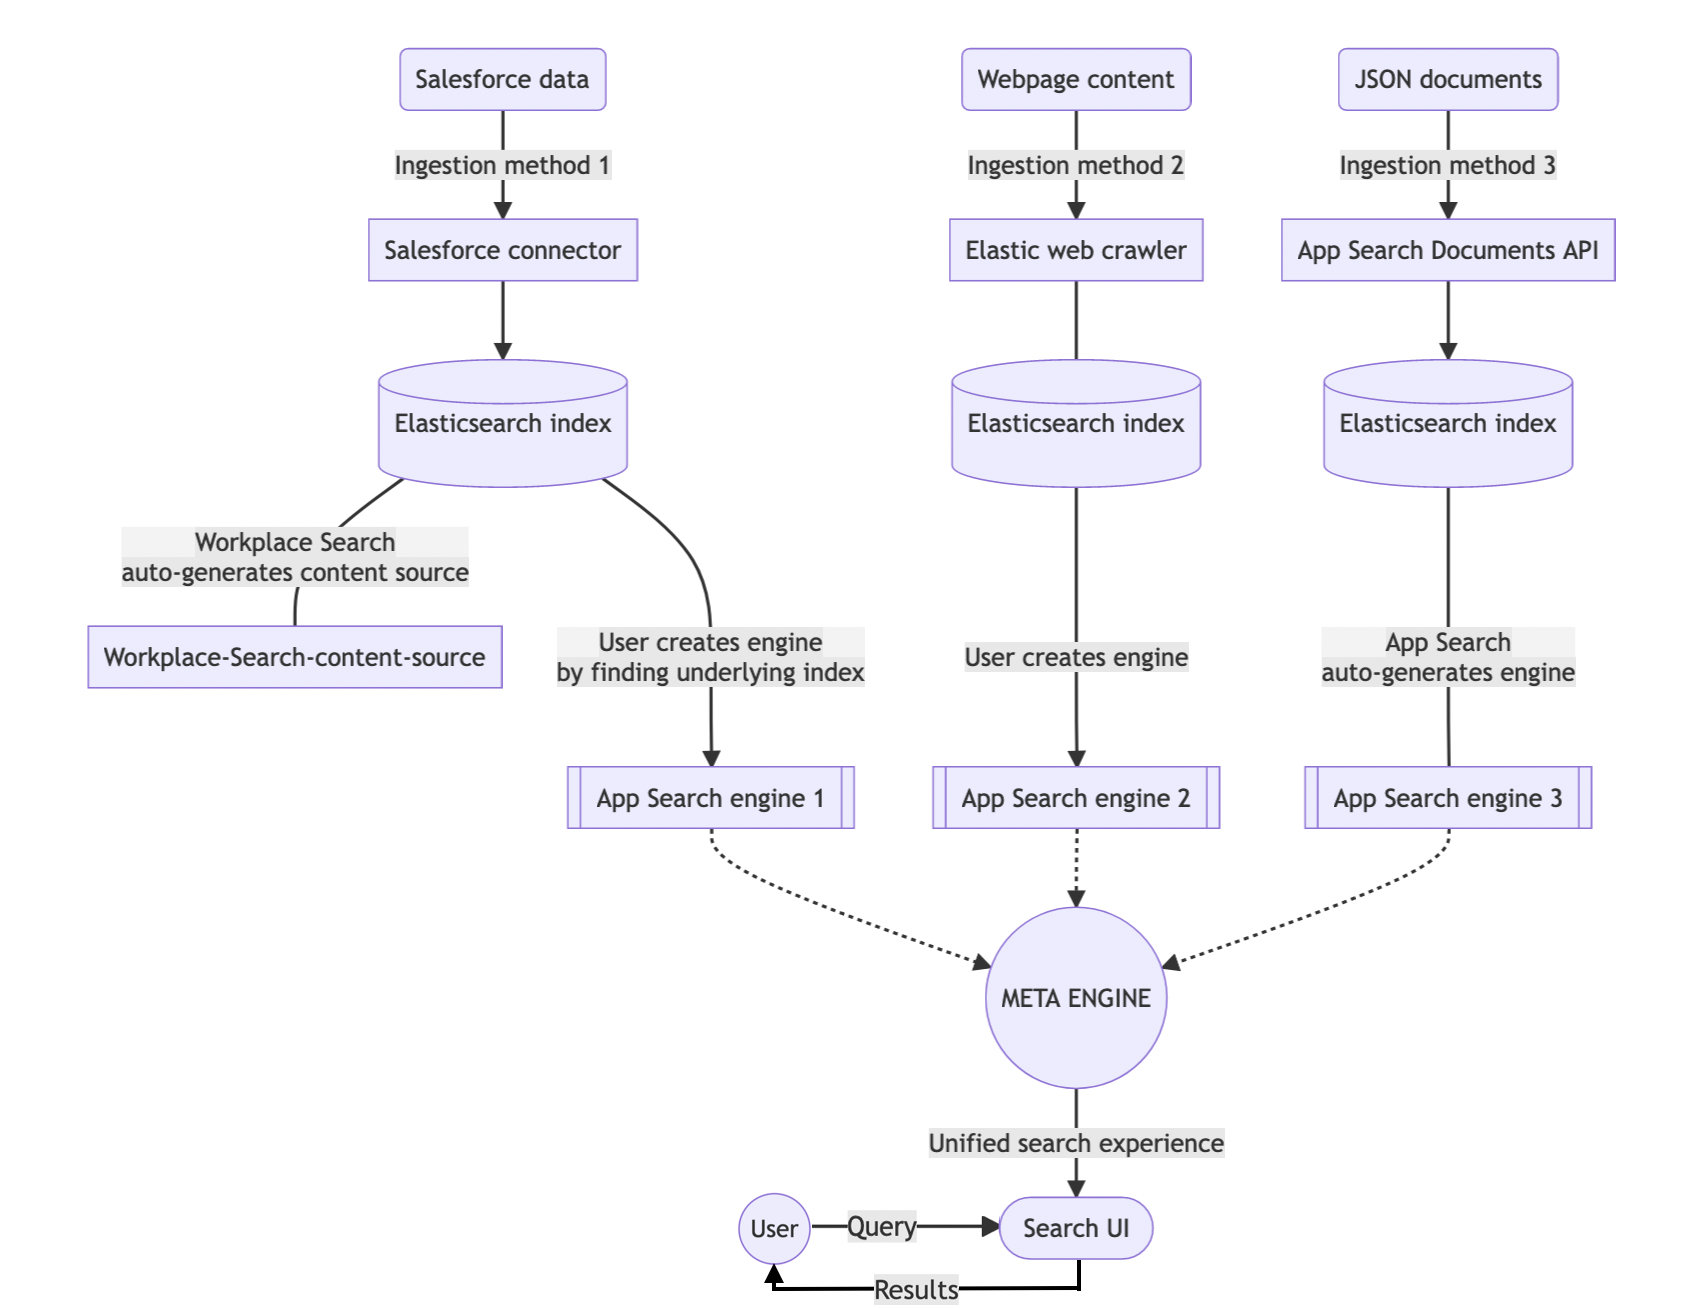 Salesforce data
Webpage content
JSON documents
Ingestion method 1
Ingestion method 2
Ingestion method 3
Salesforce connector
Elastic web crawler
App Search Documents API
Elasticsearch index
Elasticsearch index
Elasticsearch index
Workplace Search
auto-generates content source
Workplace-Search-content-source
User creates engine
by finding underlying index
User creates engine
App Search
auto-generates engine
App Search engine 1
App Search engine 2
App Search engine 3
META ENGINE
Unified search experience
User
Query
Search UI
Results